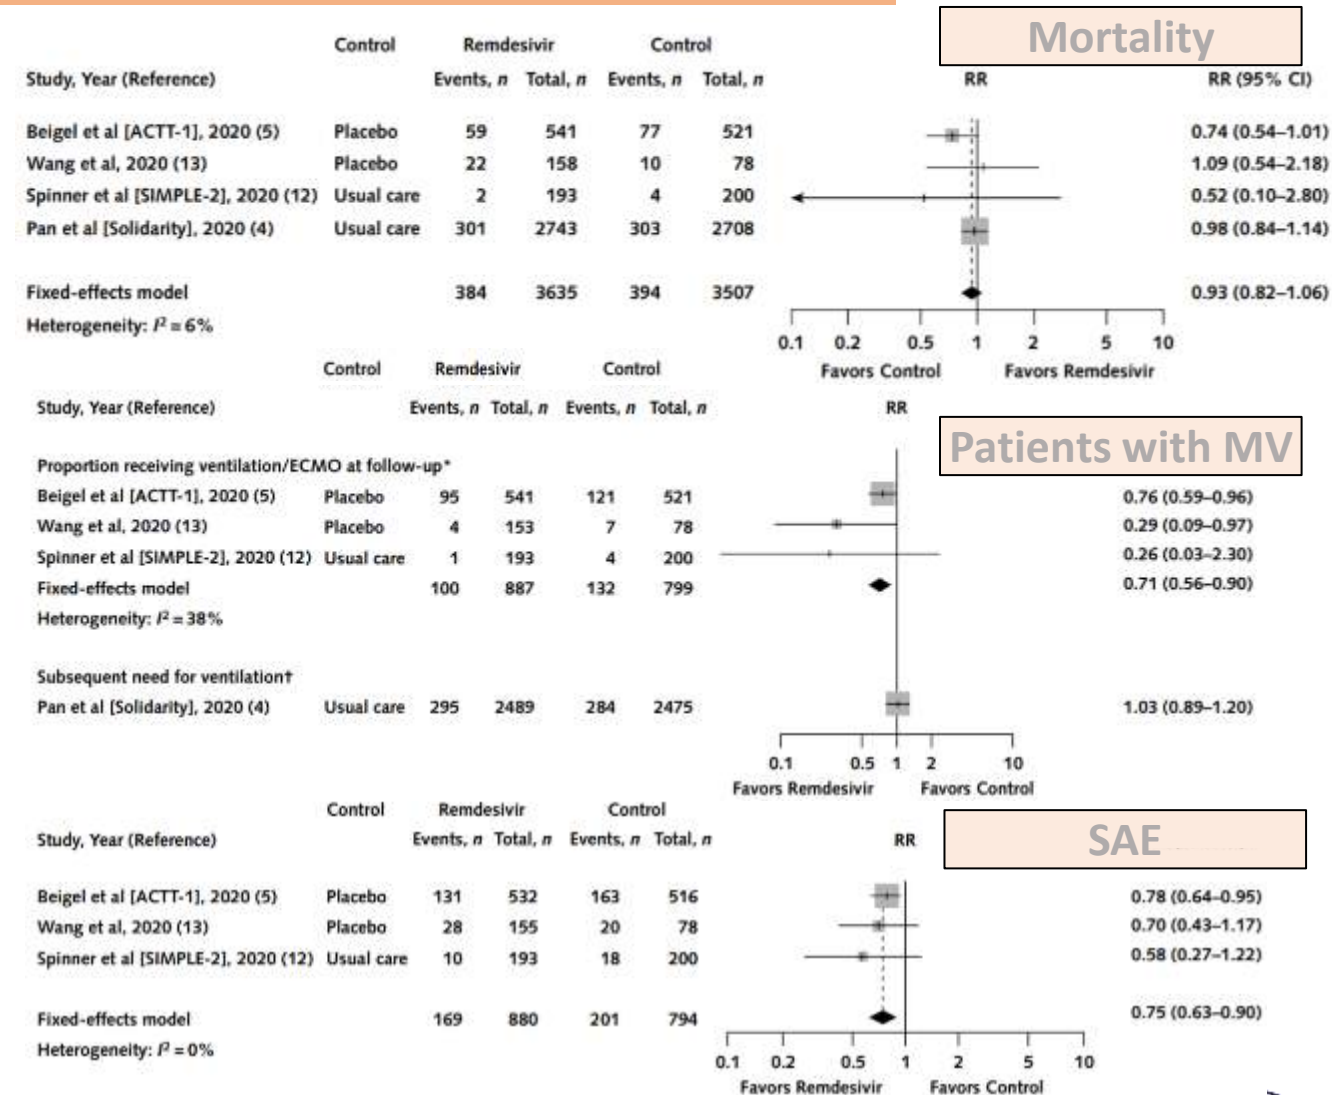 Mortality
Control Remdesivir Control
Study, Year (Reference) Events, n Total, n Events, n Total, n RR RR (95% CI)
Beigel et al [ACTT-1], 2020 (5) Placebo 59 541 77 521 0.74 (0.54–1.01)
Wang et al, 2020 (13) Placebo 22 158 10 78 1.09 (0.54–2.18)
Spinner et al [SIMPLE-2], 2020 (12) Usual care 2 193 4 200 0.52 (0.10–2.80)
Pan et al [Solidarity], 2020 (4) Usual care 301 2743 303 2708 0.98 (0.84–1.14)
Fixed-effects model 384 3635 394 3507 0.93 (0.82–1.06)
Heterogeneity: I² = 6%
0.1 0.2 0.5 1 2 5 10
Favors Control Favors Remdesivir
Control Remdesivir Control
Study, Year (Reference) Events, n Total, n Events, n Total, n RR
Patients with MV
Proportion receiving ventilation/ECMO at follow-up*
Beigel et al [ACTT-1], 2020 (5) Placebo 95 541 121 521 0.76 (0.59–0.96)
Wang et al, 2020 (13) Placebo 4 153 7 78 0.29 (0.09–0.97)
Spinner et al [SIMPLE-2], 2020 (12) Usual care 1 193 4 200 0.26 (0.03–2.30)
Fixed-effects model 100 887 132 799 0.71 (0.56–0.90)
Heterogeneity: I² = 38%
Subsequent need for ventilation†
Pan et al [Solidarity], 2020 (4) Usual care 295 2489 284 2475 1.03 (0.89–1.20)
0.1 0.5 1 2 10
Favors Remdesivir Favors Control
Control Remdesivir Control
Study, Year (Reference) Events, n Total, n Events, n Total, n RR
SAE
Beigel et al [ACTT-1], 2020 (5) Placebo 131 532 163 516 0.78 (0.64–0.95)
Wang et al, 2020 (13) Placebo 28 155 20 78 0.70 (0.43–1.17)
Spinner et al [SIMPLE-2], 2020 (12) Usual care 10 193 18 200 0.58 (0.27–1.22)
Fixed-effects model 169 880 201 794 0.75 (0.63–0.90)
Heterogeneity: I² = 0%
0.1 0.2 0.5 1 2 5 10
Favors Remdesivir Favors Control